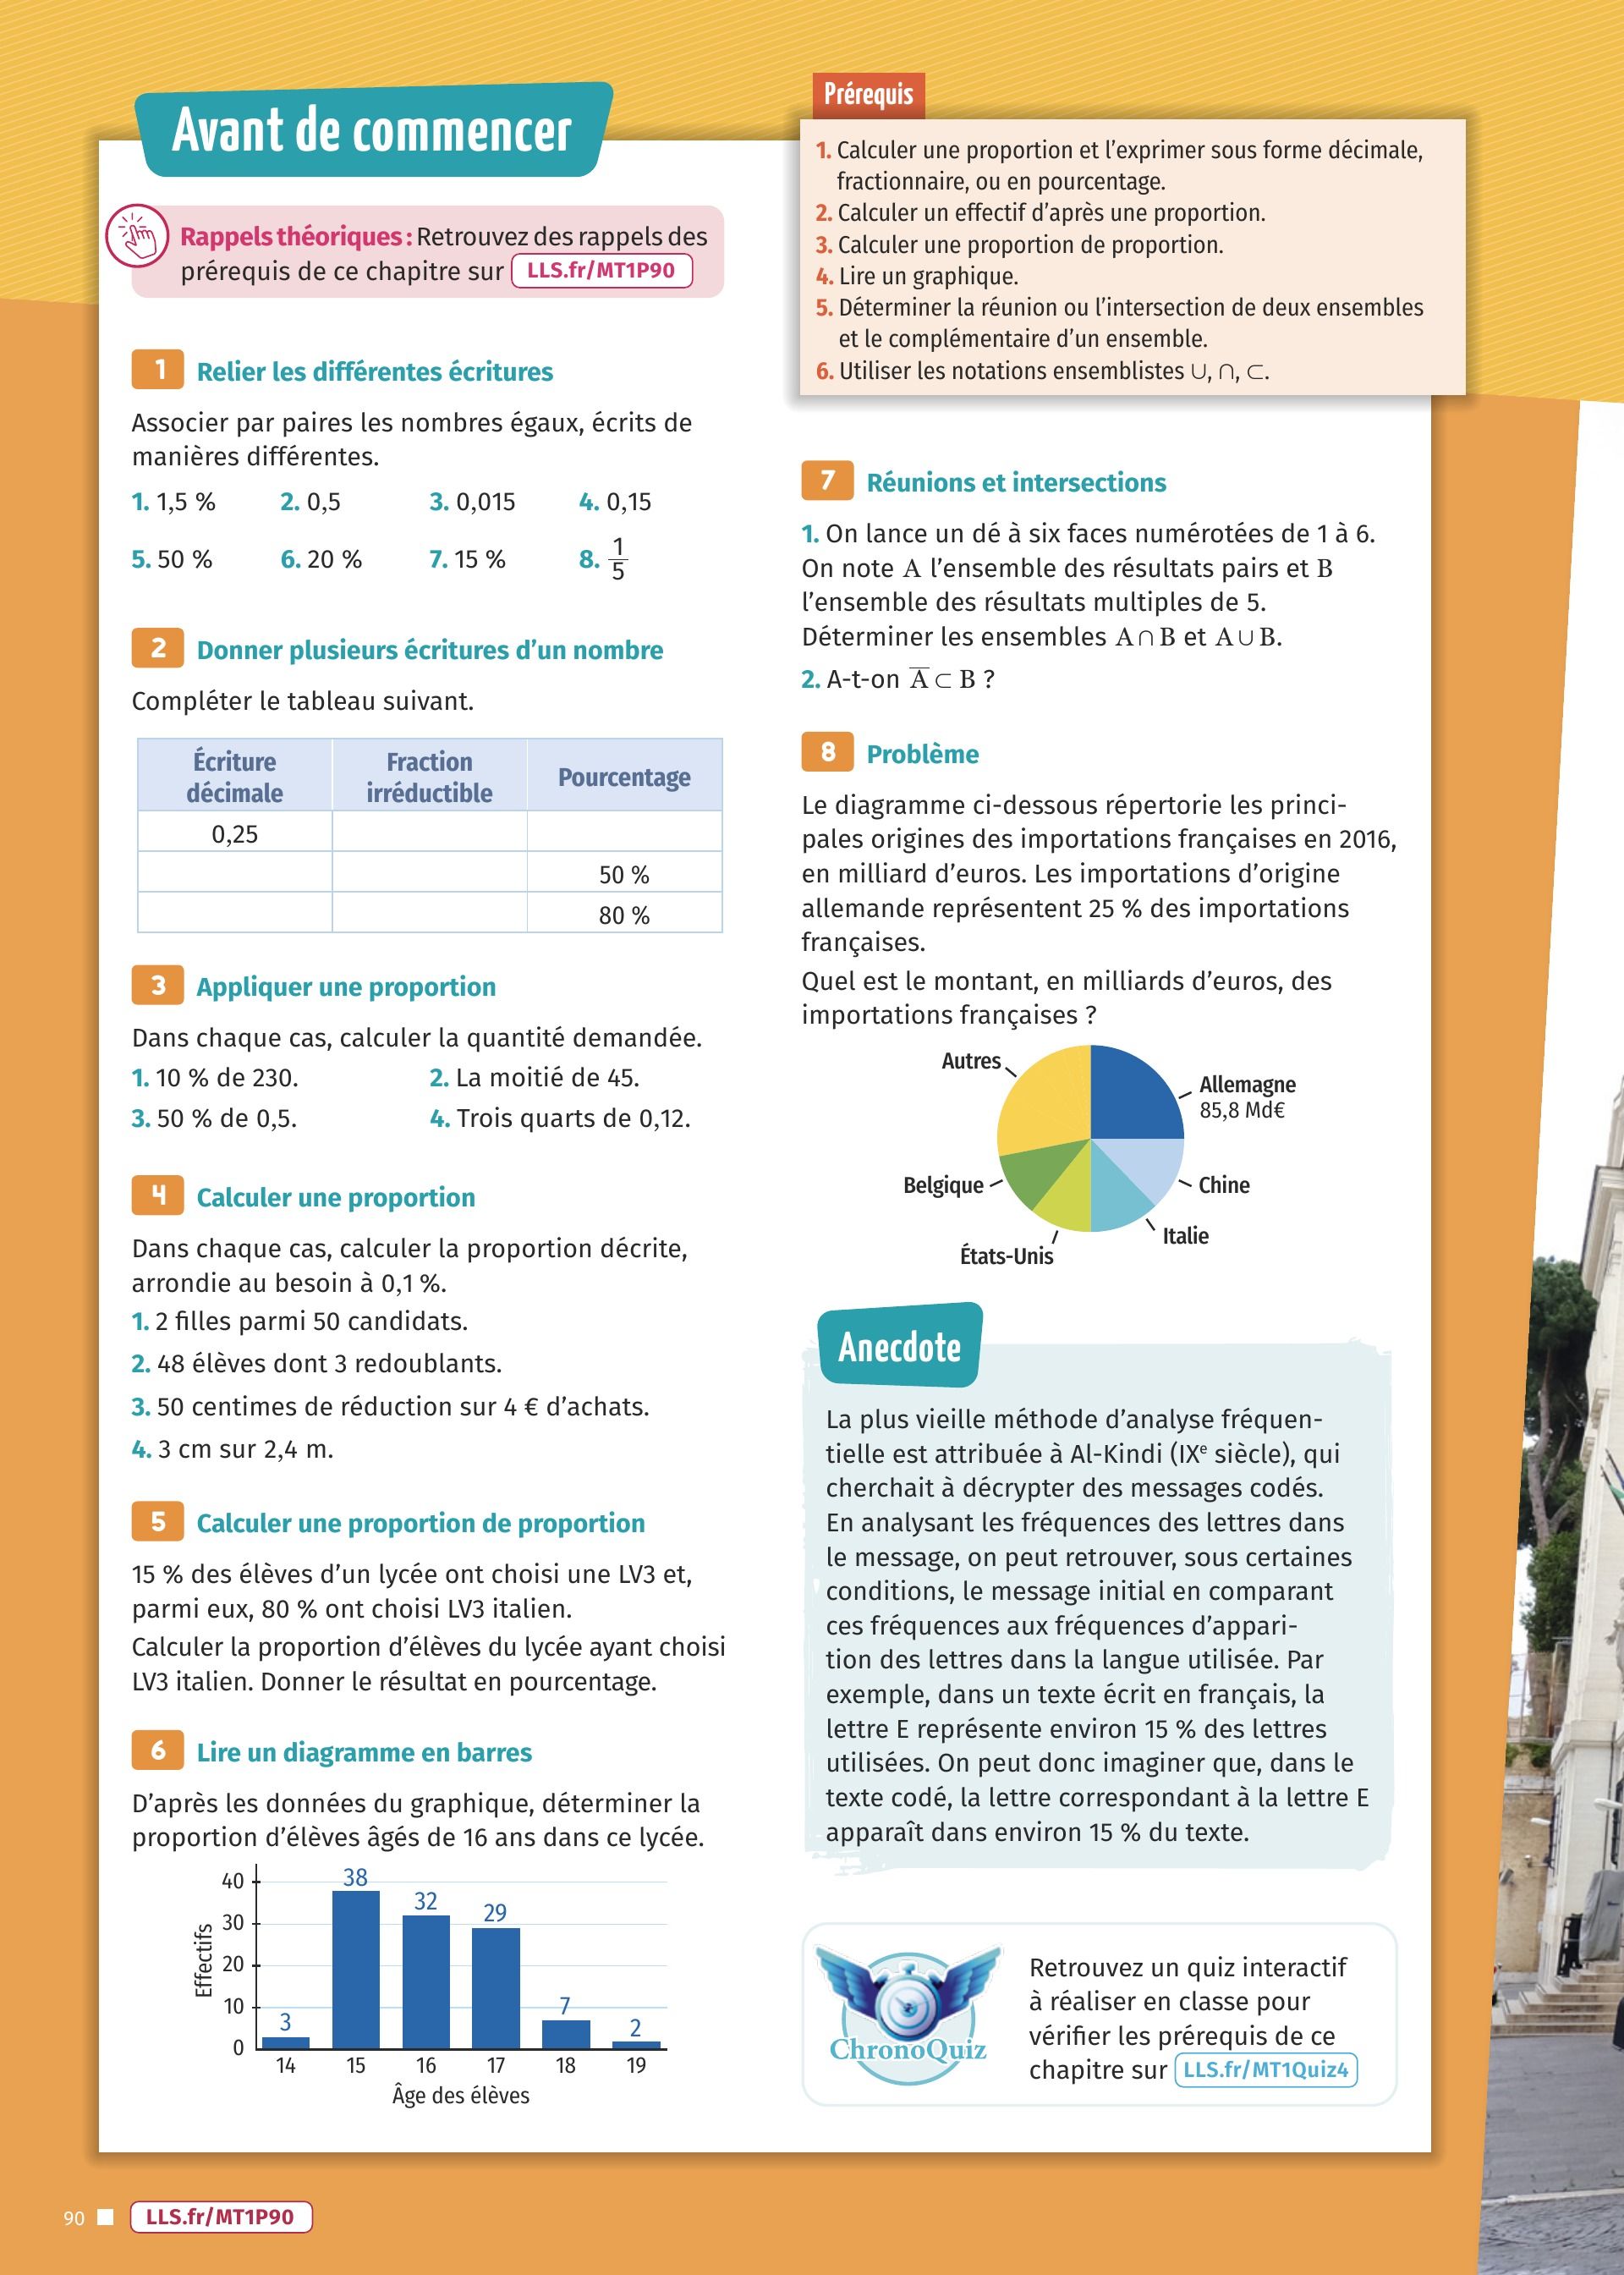 Avant de commencer
Rappels théoriques : Retrouvez des rappels des
prérequis de ce chapitre sur LLS.fr/MT1P90
Prérequis
1. Calculer une proportion et l’exprimer sous forme décimale,
fractionnaire, ou en pourcentage.
2. Calculer un effectif d’après une proportion.
3. Calculer une proportion de proportion.
4. Lire un graphique.
5. Déterminer la réunion ou l’intersection de deux ensembles
et le complémentaire d’un ensemble.
6. Utiliser les notations ensemblistes ∪, ∩, ⊂.
1 Relier les différentes écritures
Associer par paires les nombres égaux, écrits de
manières différentes.
1. 1,5 % 2. 0,5 3. 0,015 4. 0,15
5. 50 % 6. 20 % 7. 15 % 8. 1/5
2 Donner plusieurs écritures d’un nombre
Compléter le tableau suivant.
Écriture décimale Fraction irréductible Pourcentage
0,25
50 %
80 %
3 Appliquer une proportion
Dans chaque cas, calculer la quantité demandée.
1. 10 % de 230. 2. La moitié de 45.
3. 50 % de 0,5. 4. Trois quarts de 0,12.
4 Calculer une proportion
Dans chaque cas, calculer la proportion décrite,
arrondie au besoin à 0,1 %.
1. 2 filles parmi 50 candidats.
2. 48 élèves dont 3 redoublants.
3. 50 centimes de réduction sur 4 € d’achats.
4. 3 cm sur 2,4 m.
5 Calculer une proportion de proportion
15 % des élèves d’un lycée ont choisi une LV3 et,
parmi eux, 80 % ont choisi LV3 italien.
Calculer la proportion d’élèves du lycée ayant choisi
LV3 italien. Donner le résultat en pourcentage.
6 Lire un diagramme en barres
D’après les données du graphique, déterminer la
proportion d’élèves âgés de 16 ans dans ce lycée.
Effectifs
40
30
20
10
0
3 38 32 29 7 2
14 15 16 17 18 19
Âge des élèves
7 Réunions et intersections
1. On lance un dé à six faces numérotées de 1 à 6.
On note A l’ensemble des résultats pairs et B
l’ensemble des résultats multiples de 5.
Déterminer les ensembles A ∩ B et A ∪ B.
2. A-t-on A̅ ⊂ B ?
8 Problème
Le diagramme ci-dessous répertorie les princi-
pales origines des importations françaises en 2016,
en milliard d’euros. Les importations d’origine
allemande représentent 25 % des importations
françaises.
Quel est le montant, en milliards d’euros, des
importations françaises ?
Autres
Allemagne
85,8 Md€
Belgique
Chine
Italie
États-Unis
Anecdote
La plus vieille méthode d’analyse fréquen-
tielle est attribuée à Al-Kindi (IXe siècle), qui
cherchait à décrypter des messages codés.
En analysant les fréquences des lettres dans
le message, on peut retrouver, sous certaines
conditions, le message initial en comparant
ces fréquences aux fréquences d’appari-
tion des lettres dans la langue utilisée. Par
exemple, dans un texte écrit en français, la
lettre E représente environ 15 % des lettres
utilisées. On peut donc imaginer que, dans le
texte codé, la lettre correspondant à la lettre E
apparaît dans environ 15 % du texte.
ChronoQuiz
Retrouvez un quiz interactif
à réaliser en classe pour
vérifier les prérequis de ce
chapitre sur LLS.fr/MT1Quiz4
90 LLS.fr/MT1P90